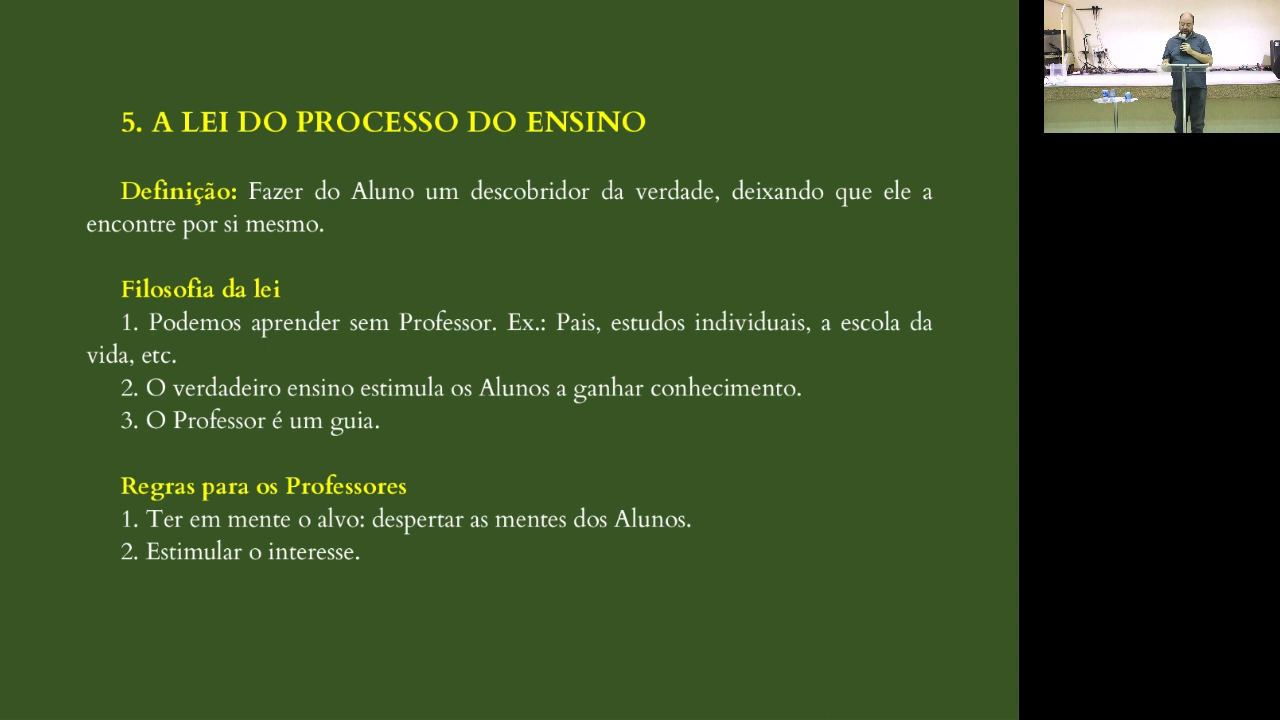 5. A LEI DO PROCESSO DO ENSINO
Definição: Fazer do Aluno um descobridor da verdade, deixando que ele a
encontre por si mesmo.
Filosofia da lei
1. Podemos aprender sem Professor. Ex.: Pais, estudos individuais, a escola da
vida, etc.
2. O verdadeiro ensino estimula os Alunos a ganhar conhecimento.
3. O Professor é um guia.
Regras para os Professores
1. Ter em mente o alvo: despertar as mentes dos Alunos.
2. Estimular o interesse.